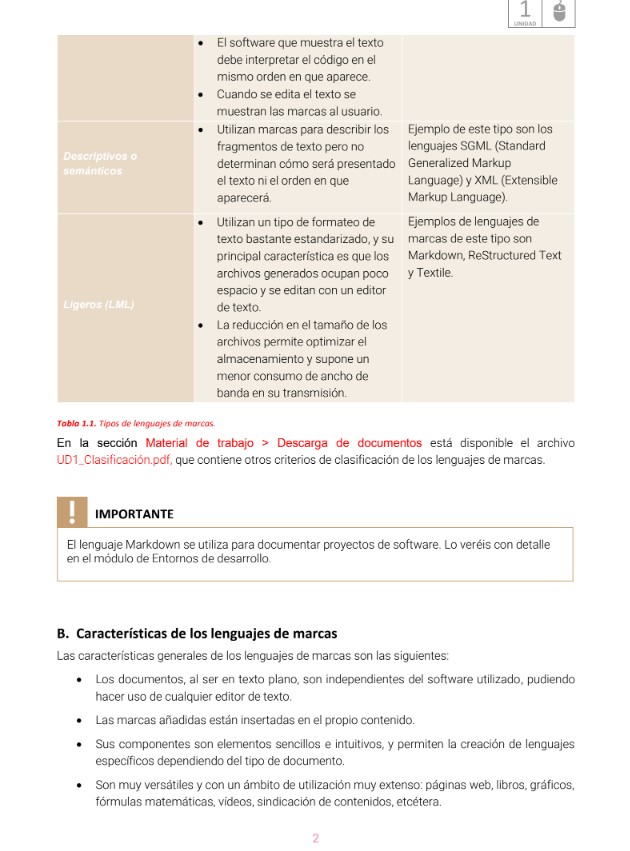 1
UNIDAD
El software que muestra el texto
debe interpretar el código en el
mismo orden en que aparece.
Cuando se edita el texto se
muestran las marcas al usuario.
Descriptivos o
semánticos
Utilizan marcas para describir los
fragmentos de texto pero no
determinan cómo será presentado
el texto ni el orden en que
aparecerá.
Ejemplo de este tipo son los
lenguajes SGML (Standard
Generalized Markup
Language) y XML (Extensible
Markup Language).
Ligeros (LML)
Utilizan un tipo de formateo de
texto bastante estandarizado, y su
principal característica es que los
archivos generados ocupan poco
espacio y se editan con un editor
de texto.
La reducción en el tamaño de los
archivos permite optimizar el
almacenamiento y supone un
menor consumo de ancho de
banda en su transmisión.
Ejemplos de lenguajes de
marcas de este tipo son
Markdown, ReStructured Text
y Textile.
Tabla 1.1. Tipos de lenguajes de marcas.
En la sección Material de trabajo > Descarga de documentos está disponible el archivo
UD1_Clasificación.pdf, que contiene otros criterios de clasificación de los lenguajes de marcas.
! IMPORTANTE
El lenguaje Markdown se utiliza para documentar proyectos de software. Lo veréis con detalle
en el módulo de Entornos de desarrollo.
B. Características de los lenguajes de marcas
Las características generales de los lenguajes de marcas son las siguientes:
Los documentos, al ser en texto plano, son independientes del software utilizado, pudiendo
hacer uso de cualquier editor de texto.
Las marcas añadidas están insertadas en el propio contenido.
Sus componentes son elementos sencillos e intuitivos, y permiten la creación de lenguajes
específicos dependiendo del tipo de documento.
Son muy versátiles y con un ámbito de utilización muy extenso: páginas web, libros, gráficos,
fórmulas matemáticas, vídeos, sindicación de contenidos, etcétera.
2